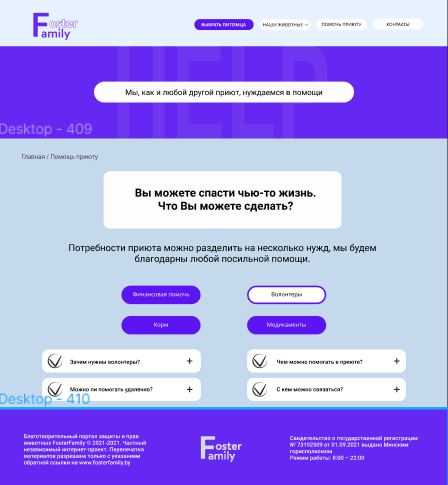 Foster
Family
ВЫБРАТЬ ПИТОМЦА
НАШИ ЖИВОТНЫЕ
ПОМОЧЬ ПРИЮТУ
КОНТАКТЫ
HELP
Мы, как и любой другой приют, нуждаемся в помощи
Desktop - 409
Главная / Помощь приюту
Вы можете спасти чью-то жизнь.
Что Вы можете сделать?
Потребности приюта можно разделить на несколько нужд, мы будем
благодарны любой посильной помощи.
Финансовая помочь
Волонтеры
Корм
Медикаменты
Зачем нужны волонтеры? +
Чем можно помогать в приюте? +
Можно ли помогать удаленно? +
С кем можно связаться? +
Desktop - 410
Благотворительный портал защиты и прав
животных FosterFamily © 2021-2021. Частный
независимый интернет-проект. Перепечатка
материалов разрешена только с указанием
обратной ссылки на www.fosterfamily.by
Foster
Family
Свидетельство о государственной регистрации:
№ 73192509 от 01.09.2021 выдано Минским
горисполкомом
Режим работы: 8:00 – 22:00